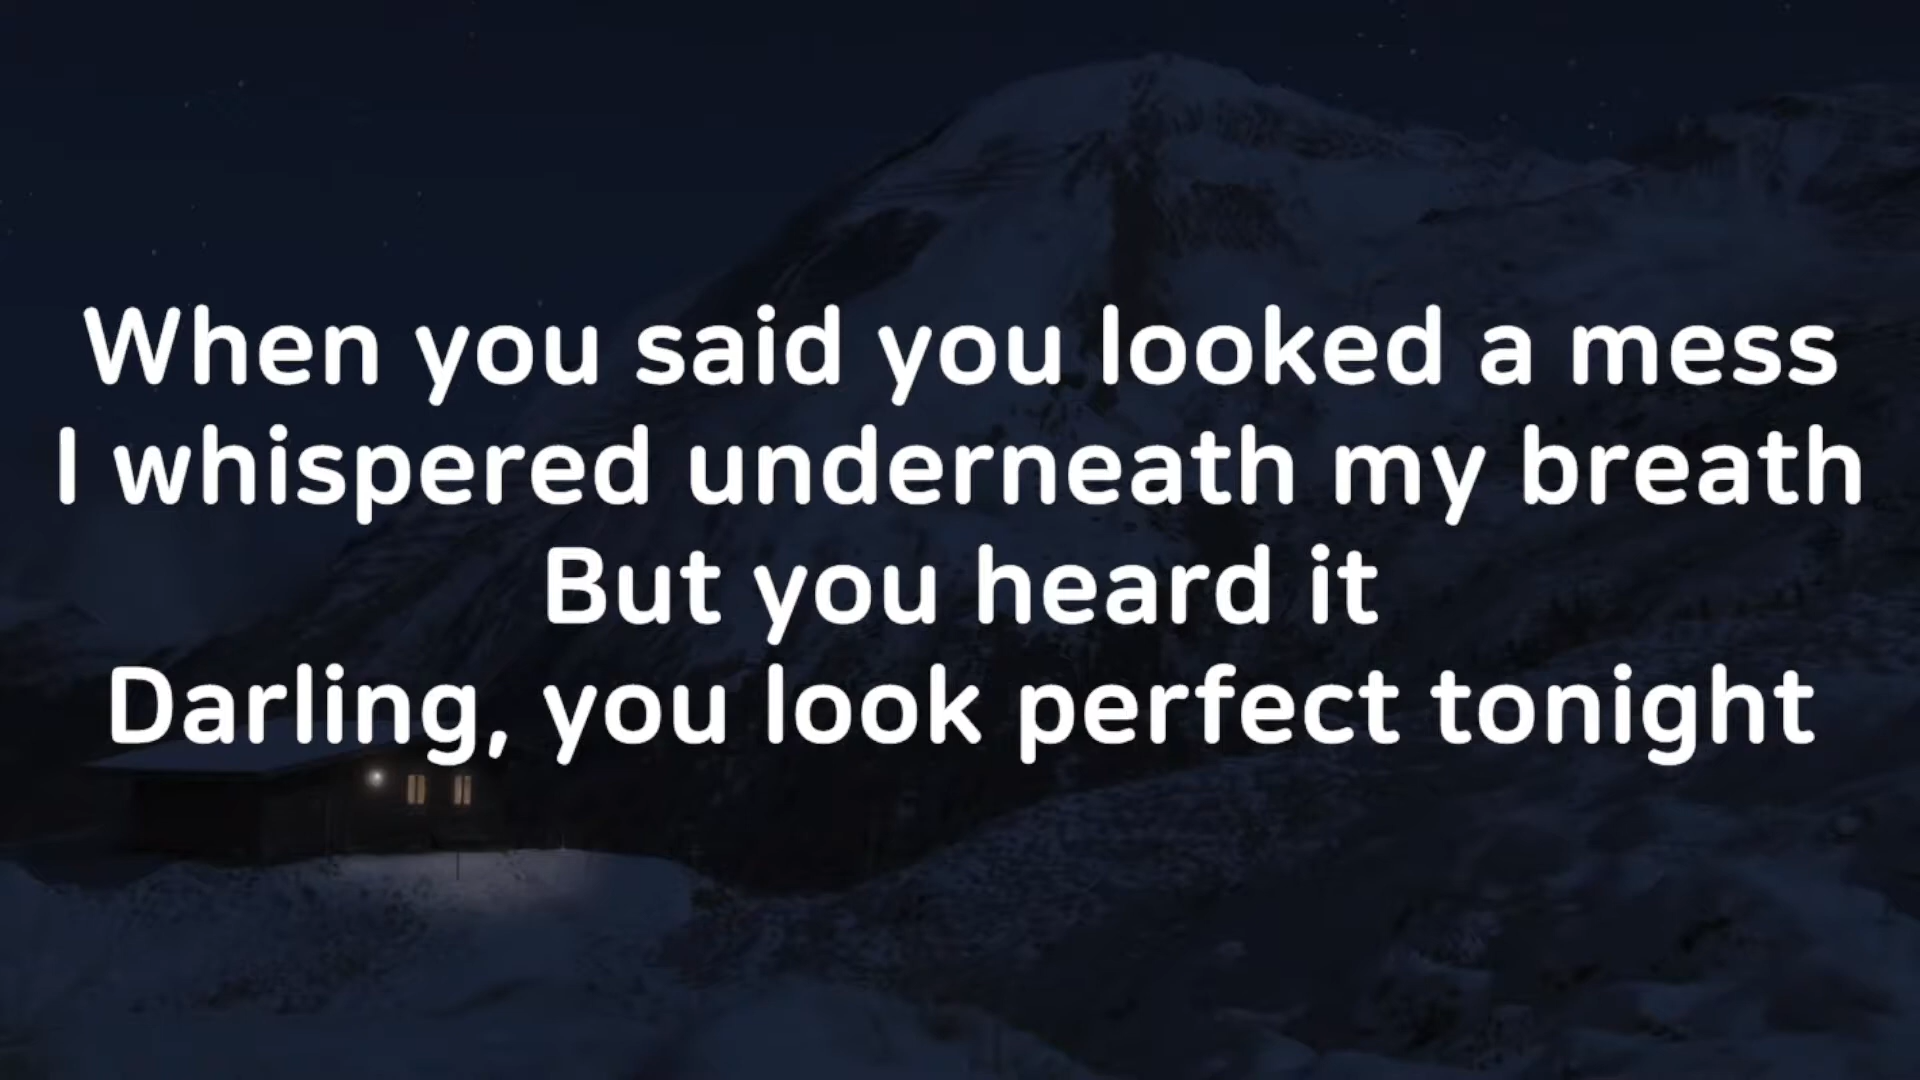 When you said you looked a mess
I whispered underneath my breath
But you heard it
Darling, you look perfect tonight